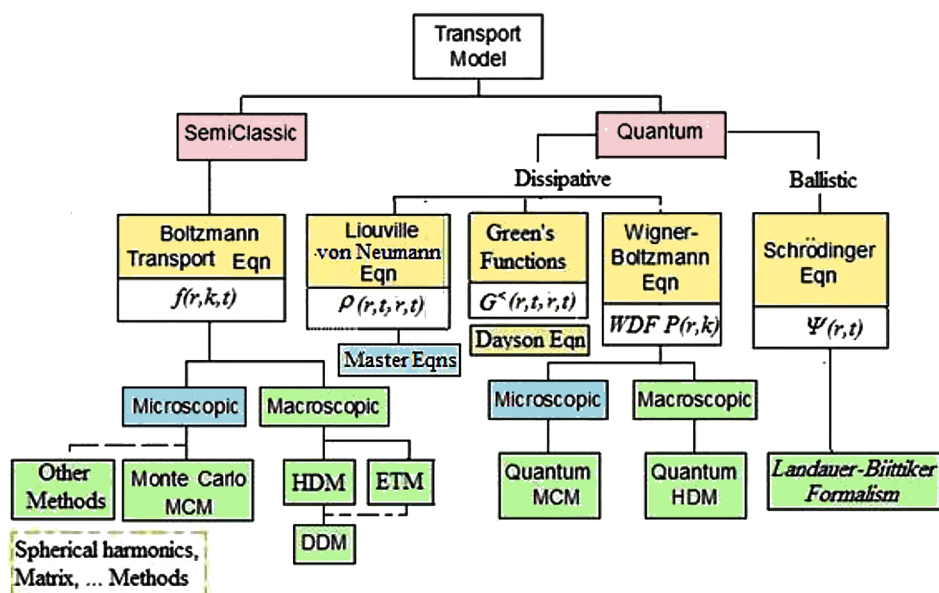 Transport
Model
SemiClassic
Quantum
Dissipative
Ballistic
Boltzmann
Transport Eqn
f(r,k,t)
Liouville
von Neumann
Eqn
ρ(r,t,r,t)
Green's
Functions
G<(r,t,r,t)
Wigner-
Boltzmann
Eqn
WDF P(r,k)
Schrödinger
Eqn
Ψ(r,t)
Master Eqns
Dayson Eqn
Microscopic
Macroscopic
Microscopic
Macroscopic
Other
Methods
Monte Carlo
MCM
HDM
ETM
DDM
Quantum
MCM
Quantum
HDM
Landauer-Büttiker
Formalism
Spherical harmonics,
Matrix, ... Methods